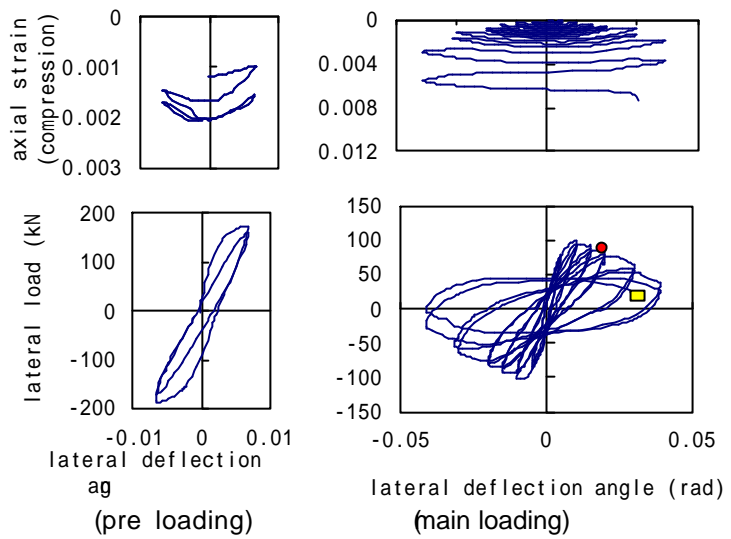 axial strain
(compression)
0
0.001
0.002
0.003
0
0.004
0.008
0.012
lateral load (kN
200
100
0
-100
-200
-0.01 0 0.01
lateral deflection
ag
(pre loading)
150
100
50
0
-50
-100
-150
-0.05 0 0.05
lateral deflection angle (rad)
(main loading)